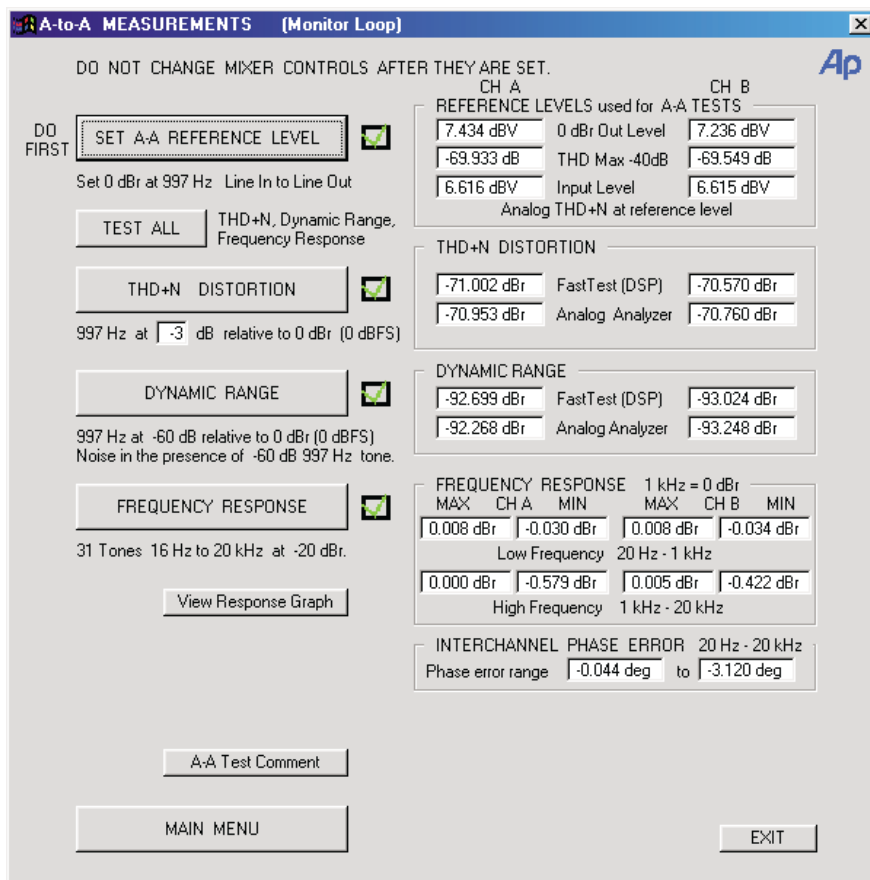 A-to-A MEASUREMENTS (Monitor Loop)
Ap
DO NOT CHANGE MIXER CONTROLS AFTER THEY ARE SET.
DO FIRST
SET A-A REFERENCE LEVEL
Set 0 dBr at 997 Hz Line In to Line Out
TEST ALL
THD+N, Dynamic Range,
Frequency Response
THD+N DISTORTION
997 Hz at -3 dB relative to 0 dBr (0 dBFS)
DYNAMIC RANGE
997 Hz at -60 dB relative to 0 dBr (0 dBFS)
Noise in the presence of -60 dB 997 Hz tone.
FREQUENCY RESPONSE
31 Tones 16 Hz to 20 kHz at -20 dBr.
View Response Graph
A-A Test Comment
MAIN MENU
CH A CH B
REFERENCE LEVELS used for A-A TESTS
7.434 dBV 0 dBr Out Level 7.236 dBV
-69.933 dB THD Max -40dB -69.549 dB
6.616 dBV Input Level 6.615 dBV
Analog THD+N at reference level
THD+N DISTORTION
-71.002 dBr FastTest (DSP) -70.570 dBr
-70.953 dBr Analog Analyzer -70.760 dBr
DYNAMIC RANGE
-92.699 dBr FastTest (DSP) -93.024 dBr
-92.268 dBr Analog Analyzer -93.248 dBr
FREQUENCY RESPONSE 1 kHz = 0 dBr
MAX CH A MIN MAX CH B MIN
0.008 dBr -0.030 dBr 0.008 dBr -0.034 dBr
Low Frequency 20 Hz - 1 kHz
0.000 dBr -0.579 dBr 0.005 dBr -0.422 dBr
High Frequency 1 kHz - 20 kHz
INTERCHANNEL PHASE ERROR 20 Hz - 20 kHz
Phase error range -0.044 deg to -3.120 deg
EXIT